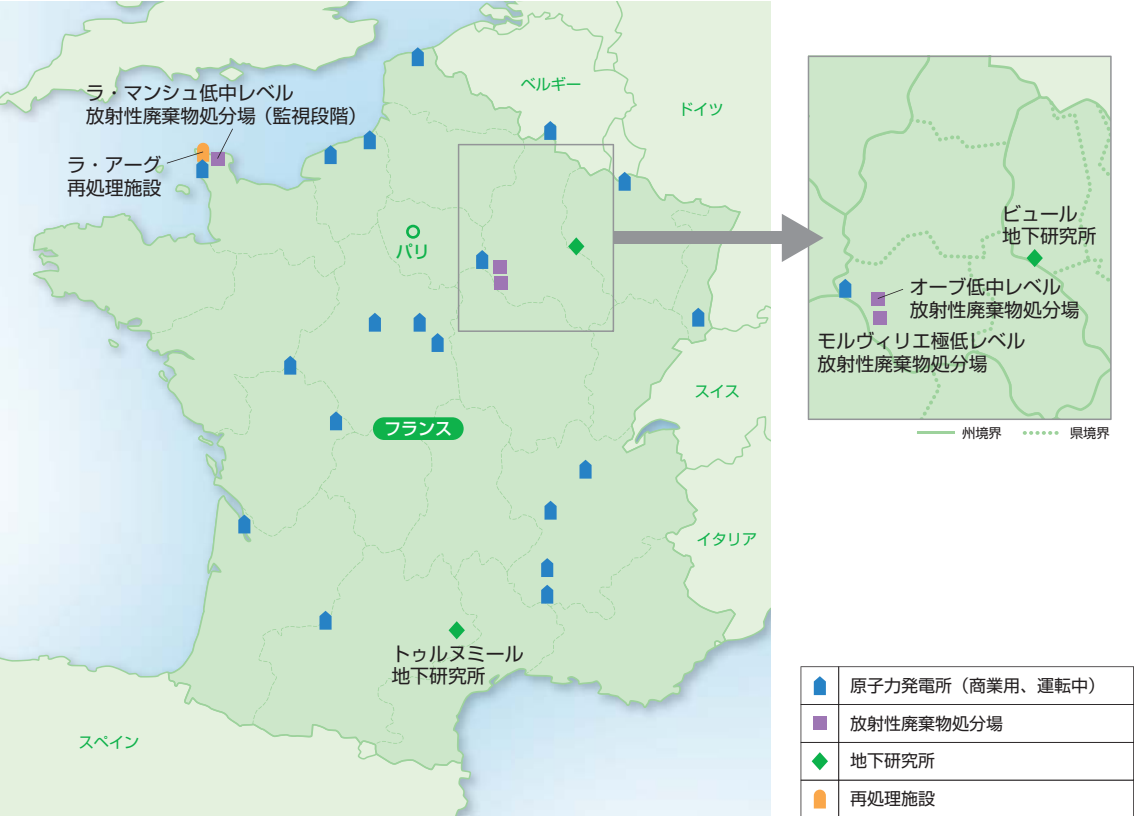 ベルギー
ドイツ
ラ・マンシュ低中レベル
放射性廃棄物処分場（監視段階）
ラ・アーグ
再処理施設
パリ
フランス
スイス
イタリア
トゥルヌミール
地下研究所
スペイン
ビュール
地下研究所
オーブ低中レベル
放射性廃棄物処分場
モルヴィリエ極低レベル
放射性廃棄物処分場
州境界 県境界
原子力発電所（商業用、運転中）
放射性廃棄物処分場
地下研究所
再処理施設